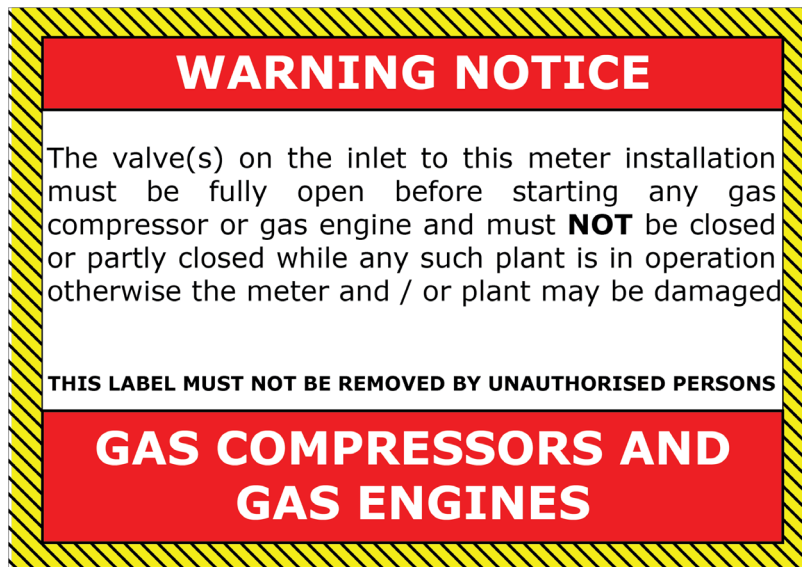 WARNING NOTICE
The valve(s) on the inlet to this meter installation
must be fully open before starting any gas
compressor or gas engine and must NOT be closed
or partly closed while any such plant is in operation
otherwise the meter and / or plant may be damaged
THIS LABEL MUST NOT BE REMOVED BY UNAUTHORISED PERSONS
GAS COMPRESSORS AND
GAS ENGINES